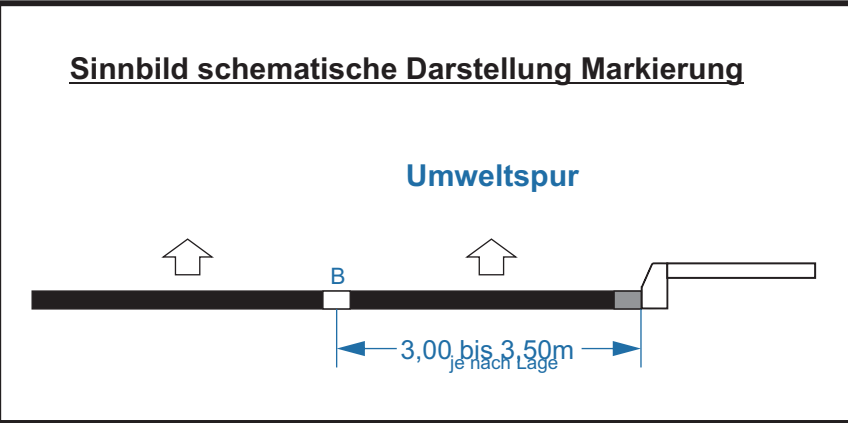 Sinnbild schematische Darstellung Markierung
Umweltspur
B
3,00 bis 3,50m
je nach Lage